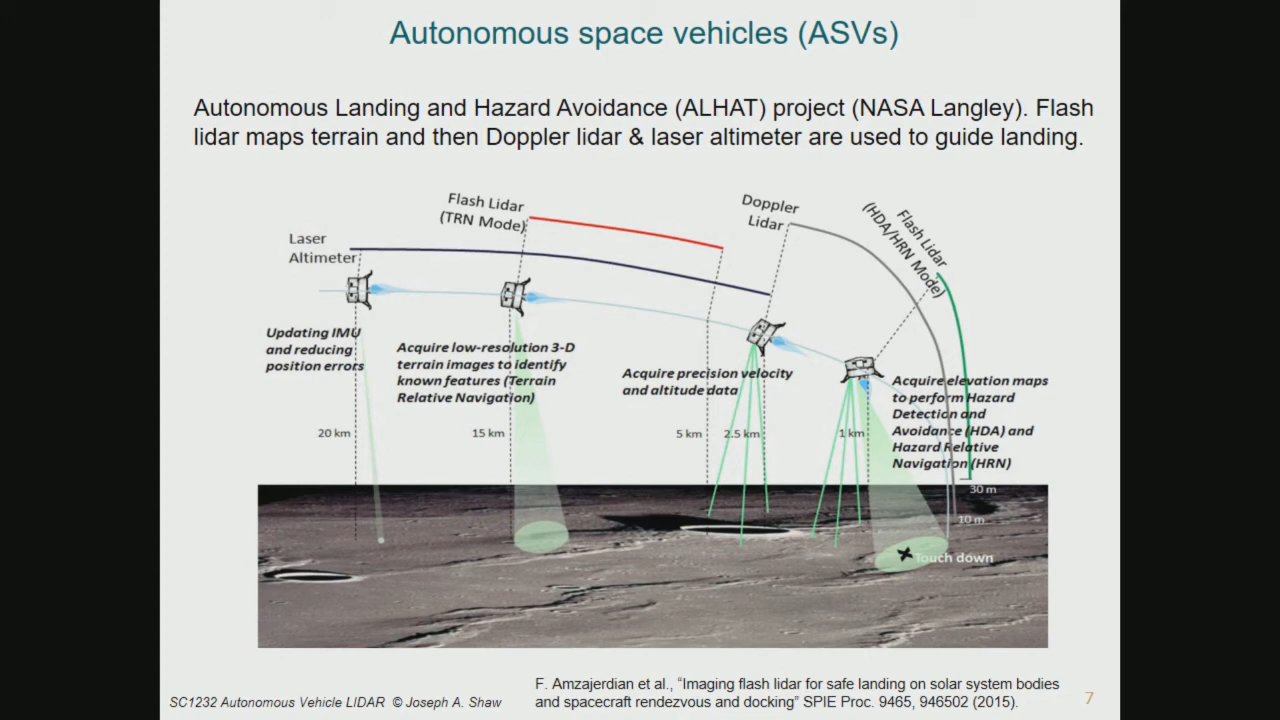 Autonomous space vehicles (ASVs)
Autonomous Landing and Hazard Avoidance (ALHAT) project (NASA Langley). Flash
lidar maps terrain and then Doppler lidar & laser altimeter are used to guide landing.
Laser
Altimeter
Flash Lidar
(TRN Mode)
Doppler
Lidar
Flash Lidar
(HDA/HRN Mode)
Updating IMU
and reducing
position errors
Acquire low-resolution 3-D
terrain images to identify
known features (Terrain
Relative Navigation)
Acquire precision velocity
and altitude data
Acquire elevation maps
to perform Hazard
Detection and
Avoidance (HDA) and
Hazard Relative
Navigation (HRN)
20 km
15 km
5 km
2.5 km
1 km
30 m
10 m
Touch down
F. Amzajerdian et al., “Imaging flash lidar for safe landing on solar system bodies
and spacecraft rendezvous and docking” SPIE Proc. 9465, 946502 (2015).
SC1232 Autonomous Vehicle LIDAR © Joseph A. Shaw
7